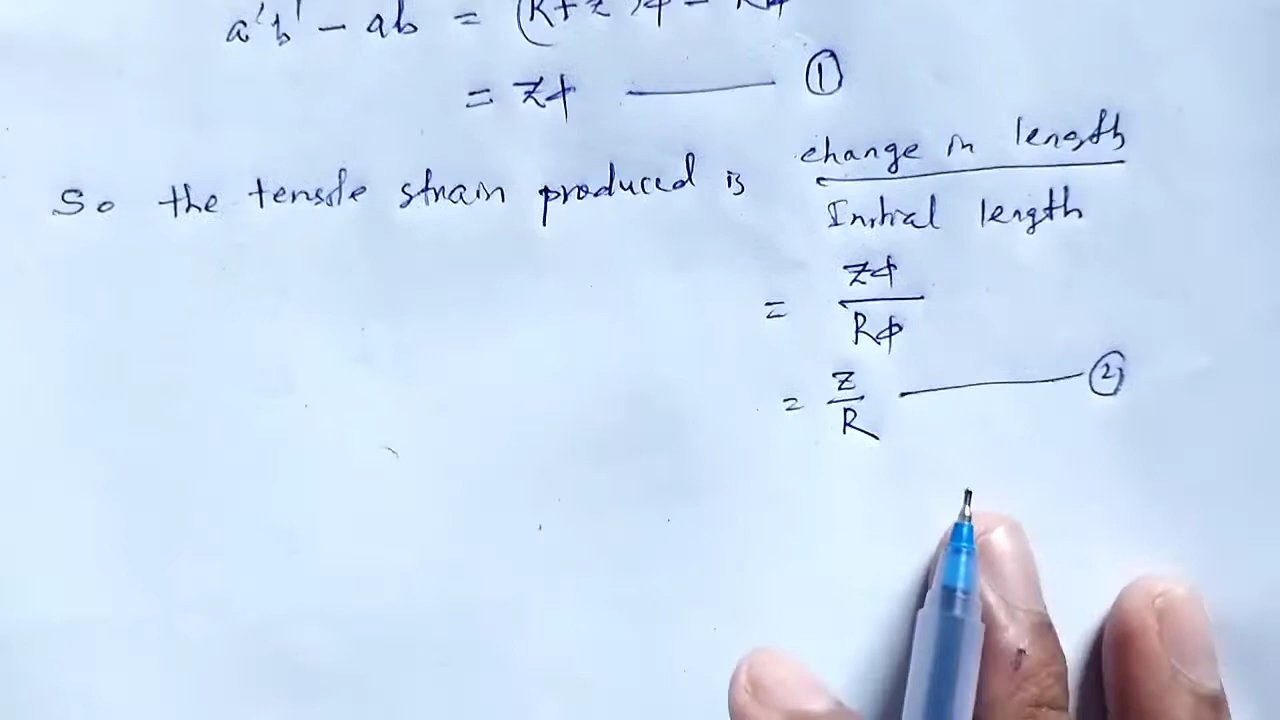 a'b' - ab = (R+z)φ - Rφ
= zφ ——— ①
So the tensile strain produced is change in length / Initial length
= zφ / Rφ
= z / R ——— ②